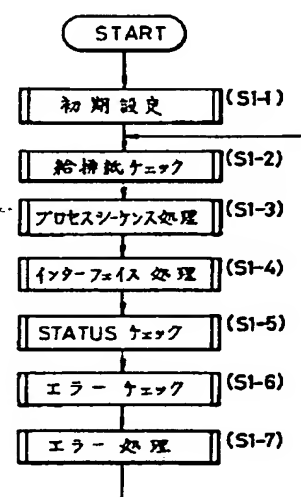 START
初期設定 (S1-1)
給排紙チェック (S1-2)
プロセスシーケンス処理 (S1-3)
インターフェイス処理 (S1-4)
STATUS チェック (S1-5)
エラー チェック (S1-6)
エラー 処理 (S1-7)